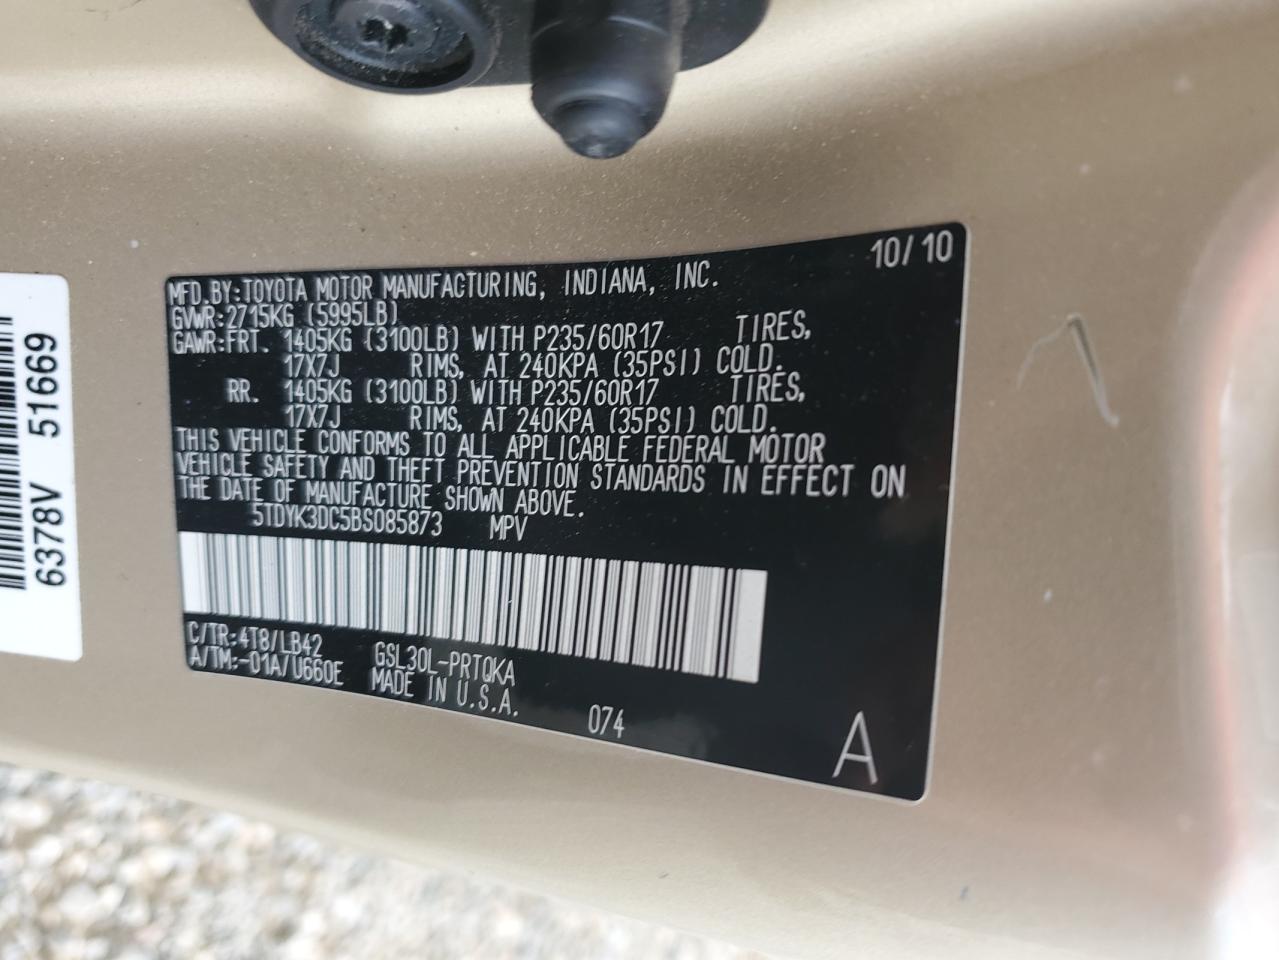 10/10
MFD.BY:TOYOTA MOTOR MANUFACTURING, INDIANA, INC.
GVWR:2715KG (5995LB)
GAWR:FRT. 1405KG (3100LB) WITH P235/60R17 TIRES,
17X7J RIMS, AT 240KPA (35PSI) COLD.
RR. 1405KG (3100LB) WITH P235/60R17 TIRES,
17X7J RIMS, AT 240KPA (35PSI) COLD.
THIS VEHICLE CONFORMS TO ALL APPLICABLE FEDERAL MOTOR
VEHICLE SAFETY AND THEFT PREVENTION STANDARDS IN EFFECT ON
THE DATE OF MANUFACTURE SHOWN ABOVE.
5TDYK3DC5BS085873 MPV
C/TR:4T8/LB42 GSL30L-PRTQKA
A/TM:-01A/U660E MADE IN U.S.A.
074
A
6378V 51669